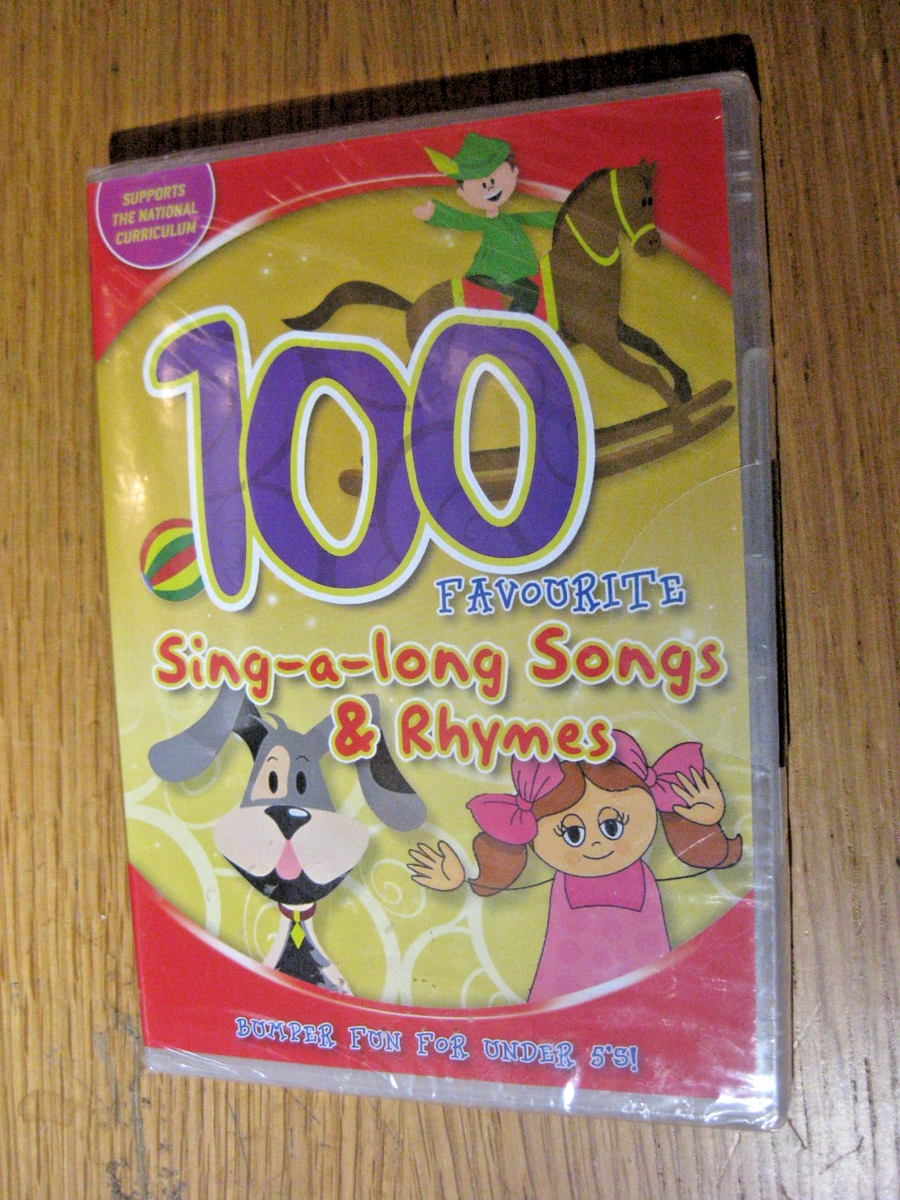 SUPPORTS
THE NATIONAL
CURRICULUM
100
FAVOURITE
Sing-a-long Songs
& Rhymes
BUMPER FUN FOR UNDER 5'S!